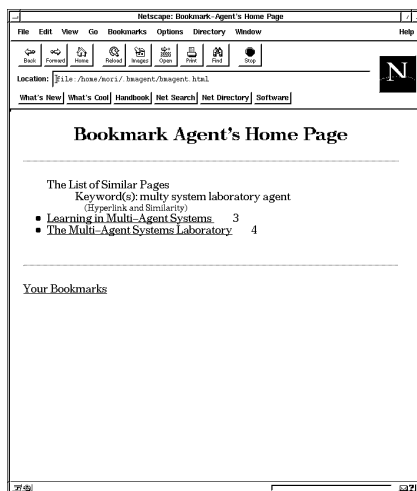 Netscape: Bookmark-Agent's Home Page
File Edit View Go Bookmarks Options Directory Window Help
Back Forward Home Reload Images Open Print Find Stop
Location: file:/home/mori/.bmagent/bmagent.html
N
What's New What's Cool Handbook Net Search Net Directory Software
Bookmark Agent's Home Page
The List of Similar Pages
Keyword(s): multy system laboratory agent
(Hyperlink and Similarity)
Learning in Multi-Agent Systems 3
The Multi-Agent Systems Laboratory 4
Your Bookmarks